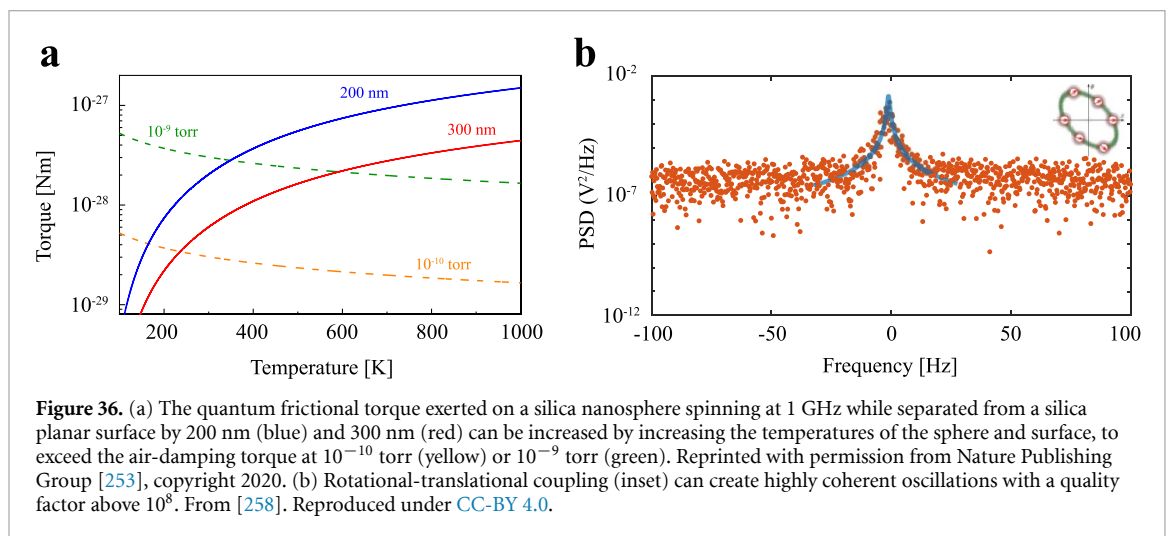 a
10-27
10-28
10-29
Torque [Nm]
200 nm
300 nm
10-9 torr
10-10 torr
200
400
600
800
1000
Temperature [K]
b
10-2
10-7
10-12
PSD (V2/Hz)
-100
-50
0
50
100
Frequency [Hz]
Figure 36. (a) The quantum frictional torque exerted on a silica nanosphere spinning at 1 GHz while separated from a silica
planar surface by 200 nm (blue) and 300 nm (red) can be increased by increasing the temperatures of the sphere and surface, to
exceed the air-damping torque at 10−10 torr (yellow) or 10−9 torr (green). Reprinted with permission from Nature Publishing
Group [253], copyright 2020. (b) Rotational-translational coupling (inset) can create highly coherent oscillations with a quality
factor above 108. From [258]. Reproduced under CC-BY 4.0.